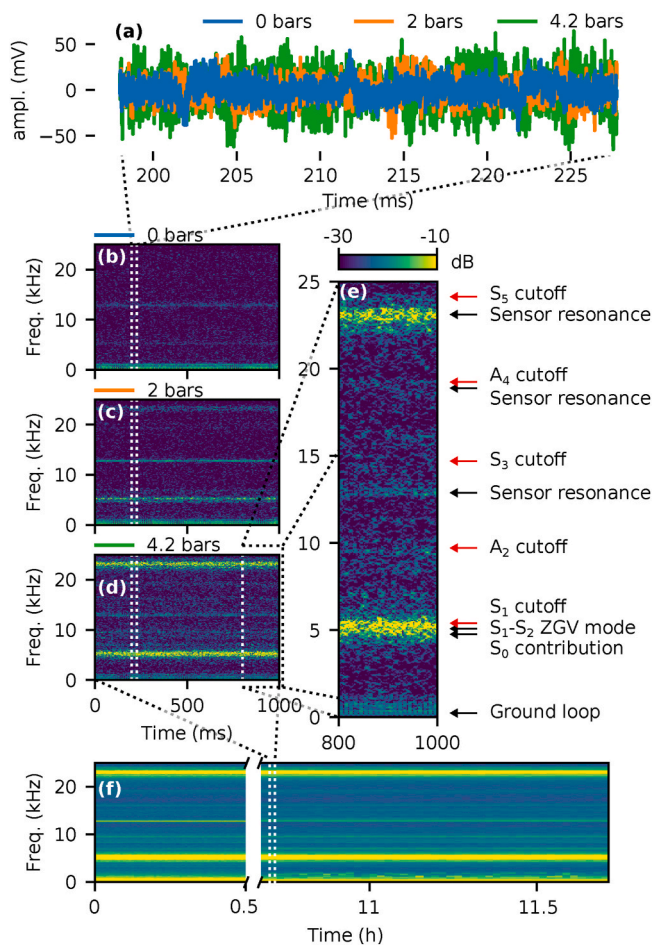 0 bars 2 bars 4.2 bars
(a)
ampl. (mV)
50
0
−50
200 205 210 215 220 225
Time (ms)
0 bars
(b)
Freq. (kHz)
20
10
0
2 bars
(c)
Freq. (kHz)
20
10
0
0 500 1000
4.2 bars
(d)
Freq. (kHz)
20
10
0
0 500 1000
Time (ms)
-30 -10
dB
(e)
25
20
15
10
5
0
800 1000
S5 cutoff
Sensor resonance
A4 cutoff
Sensor resonance
S3 cutoff
Sensor resonance
A2 cutoff
S1 cutoff
S1-S2 ZGV mode
S0 contribution
Ground loop
(f)
Freq. (kHz)
20
10
0
0 0.5 11 11.5
Time (h)